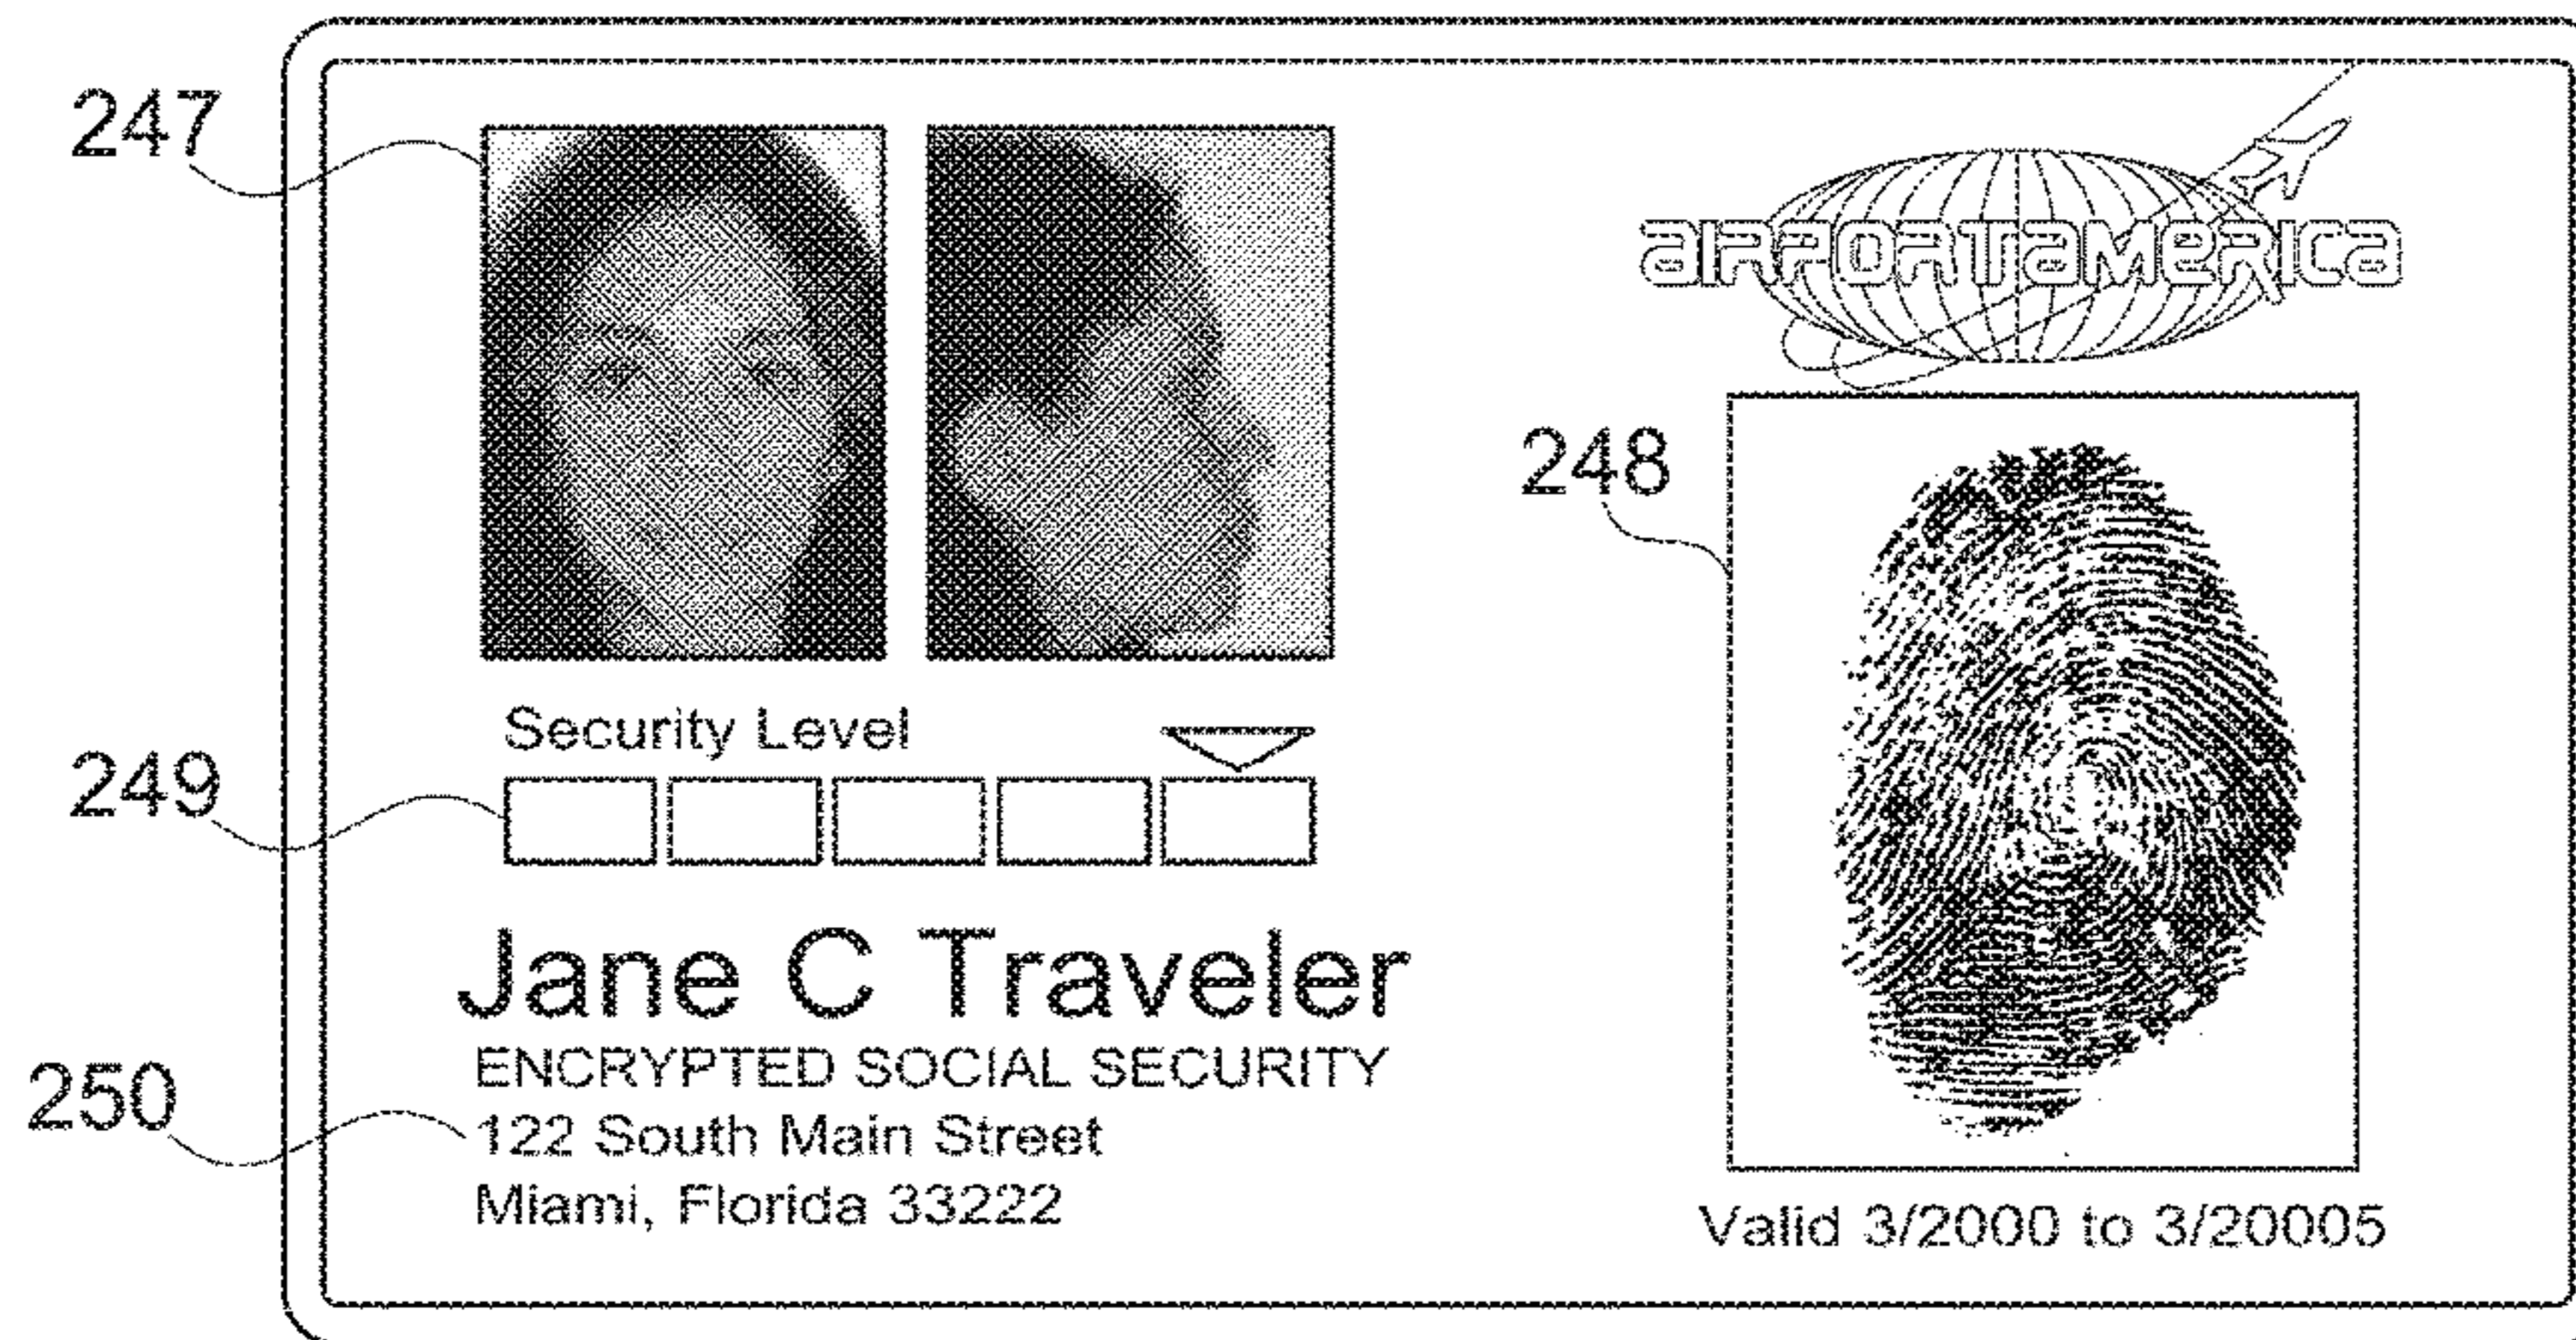 247
aIRPORTaMeRICa
248
Security Level
249
Jane C Traveler
ENCRYPTED SOCIAL SECURITY
250
122 South Main Street
Miami, Florida 33222
Valid 3/2000 to 3/20005